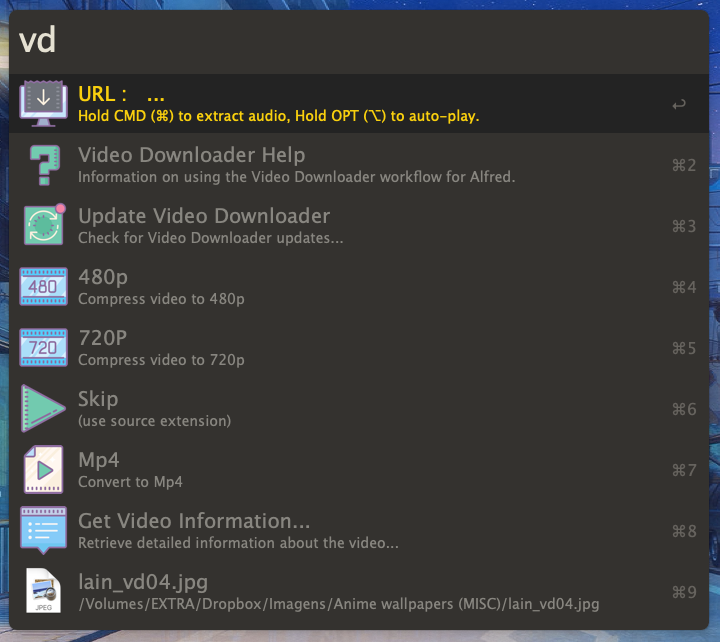 vd
URL : ...
Hold CMD (⌘) to extract audio, Hold OPT (⌥) to auto-play.
↩
Video Downloader Help
Information on using the Video Downloader workflow for Alfred.
⌘2
Update Video Downloader
Check for Video Downloader updates...
⌘3
480
480p
Compress video to 480p
⌘4
720
720P
Compress video to 720p
⌘5
Skip
(use source extension)
⌘6
Mp4
Convert to Mp4
⌘7
Get Video Information...
Retrieve detailed information about the video...
⌘8
JPEG
lain_vd04.jpg
/Volumes/EXTRA/Dropbox/Imagens/Anime wallpapers (MISC)/lain_vd04.jpg
⌘9